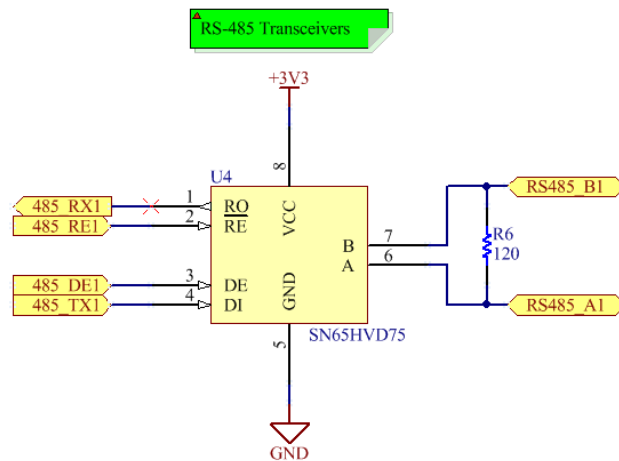 RS-485 Transceivers
+3V3
8
U4
485_RX1
1
RO
485_RE1
2
RE
VCC
485_DE1
3
DE
485_TX1
4
DI
GND
B
7
A
6
RS485_B1
R6
120
RS485_A1
SN65HVD75
5
GND